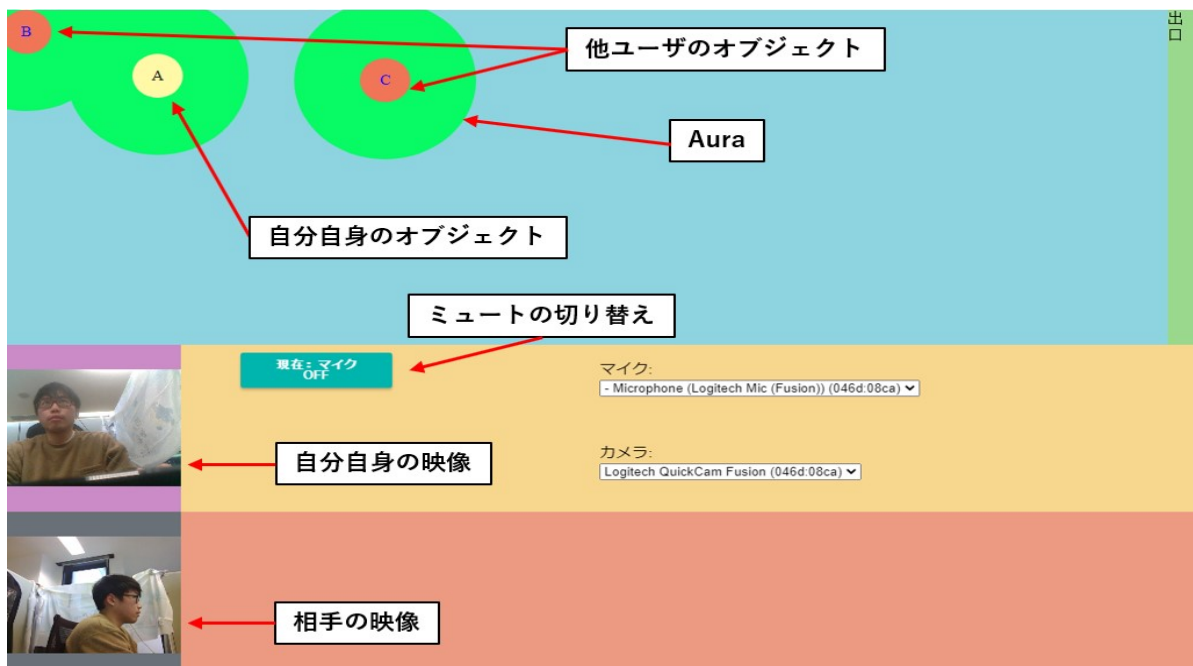 B
出口
他ユーザのオブジェクト
A
C
Aura
自分自身のオブジェクト
ミュートの切り替え
現在: マイク
OFF
マイク:
- Microphone (Logitech Mic (Fusion)) (046d:08ca)
自分自身の映像
カメラ:
Logitech QuickCam Fusion (046d:08ca)
相手の映像